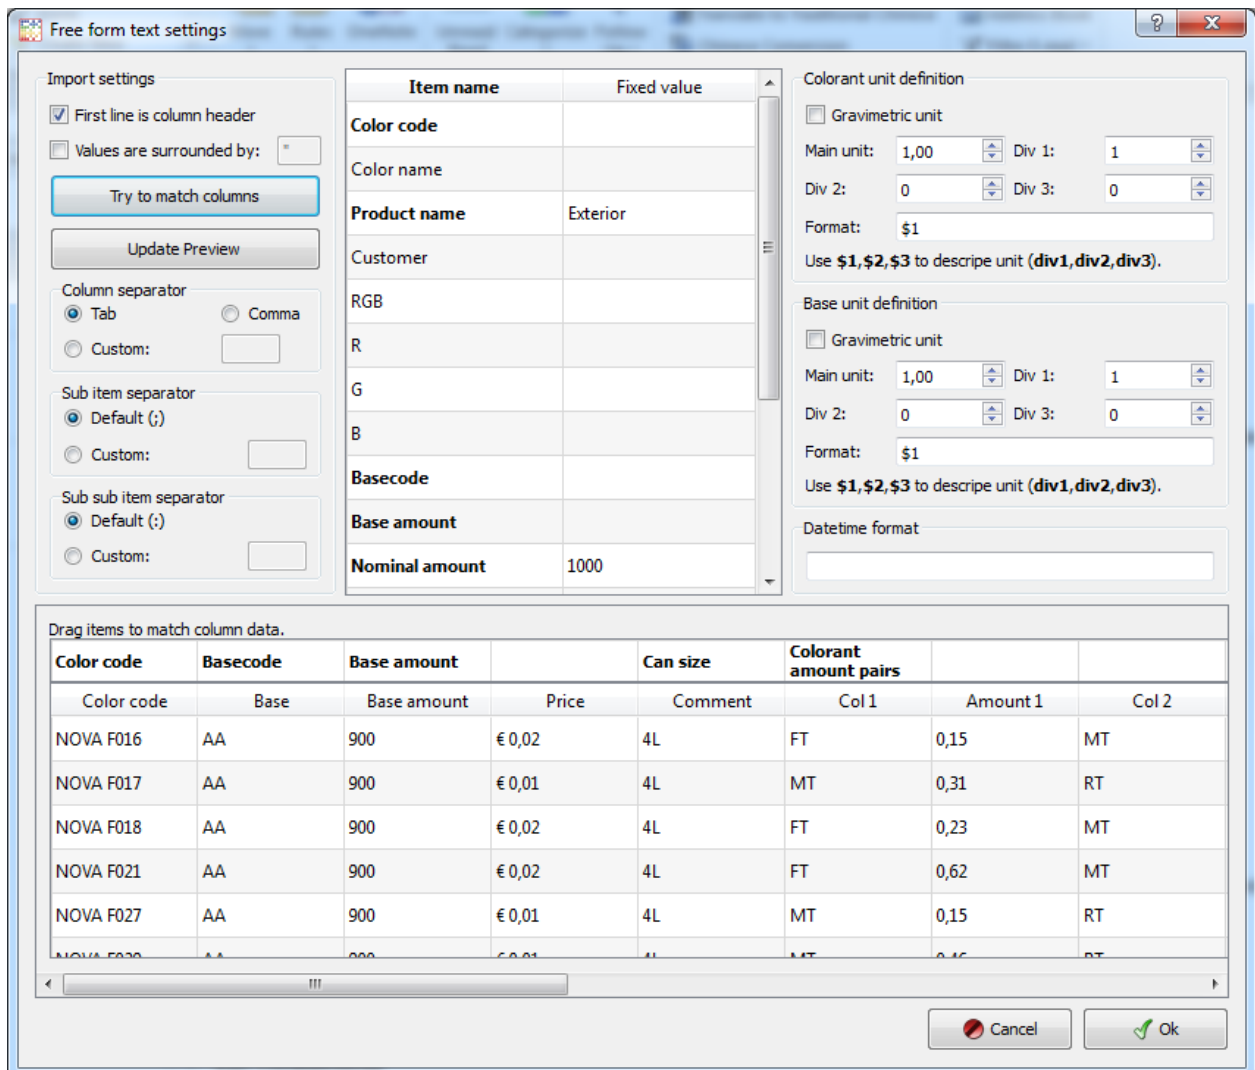 Free form text settings
Import settings
First line is column header
Values are surrounded by: "
Try to match columns
Update Preview
Column separator
Tab Comma
Custom:
Sub item separator
Default (;)
Custom:
Sub sub item separator
Default (:)
Custom:
Item name Fixed value
Color code
Color name
Product name Exterior
Customer
RGB
R
G
B
Basecode
Base amount
Nominal amount 1000
Colorant unit definition
Gravimetric unit
Main unit: 1,00 Div 1: 1
Div 2: 0 Div 3: 0
Format: $1
Use $1,$2,$3 to descripe unit (div1,div2,div3).
Base unit definition
Gravimetric unit
Main unit: 1,00 Div 1: 1
Div 2: 0 Div 3: 0
Format: $1
Use $1,$2,$3 to descripe unit (div1,div2,div3).
Datetime format
Drag items to match column data.
Color code Basecode Base amount Can size Colorant amount pairs
Color code Base Base amount Price Comment Col 1 Amount 1 Col 2
NOVA F016 AA 900 € 0,02 4L FT 0,15 MT
NOVA F017 AA 900 € 0,01 4L MT 0,31 RT
NOVA F018 AA 900 € 0,02 4L FT 0,23 MT
NOVA F021 AA 900 € 0,02 4L FT 0,62 MT
NOVA F027 AA 900 € 0,01 4L MT 0,15 RT
Cancel Ok